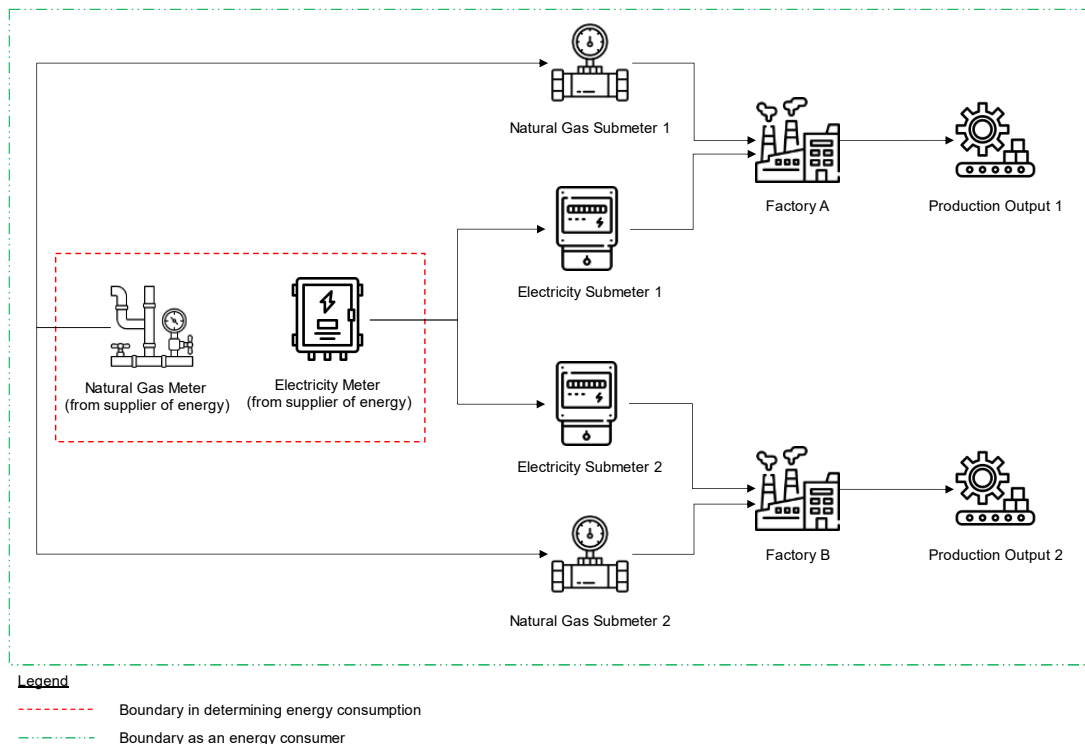 Natural Gas Submeter 1
Factory A
Production Output 1
Electricity Submeter 1
Natural Gas Meter
(from supplier of energy)
Electricity Meter
(from supplier of energy)
Electricity Submeter 2
Factory B
Production Output 2
Natural Gas Submeter 2
Legend
Boundary in determining energy consumption
Boundary as an energy consumer